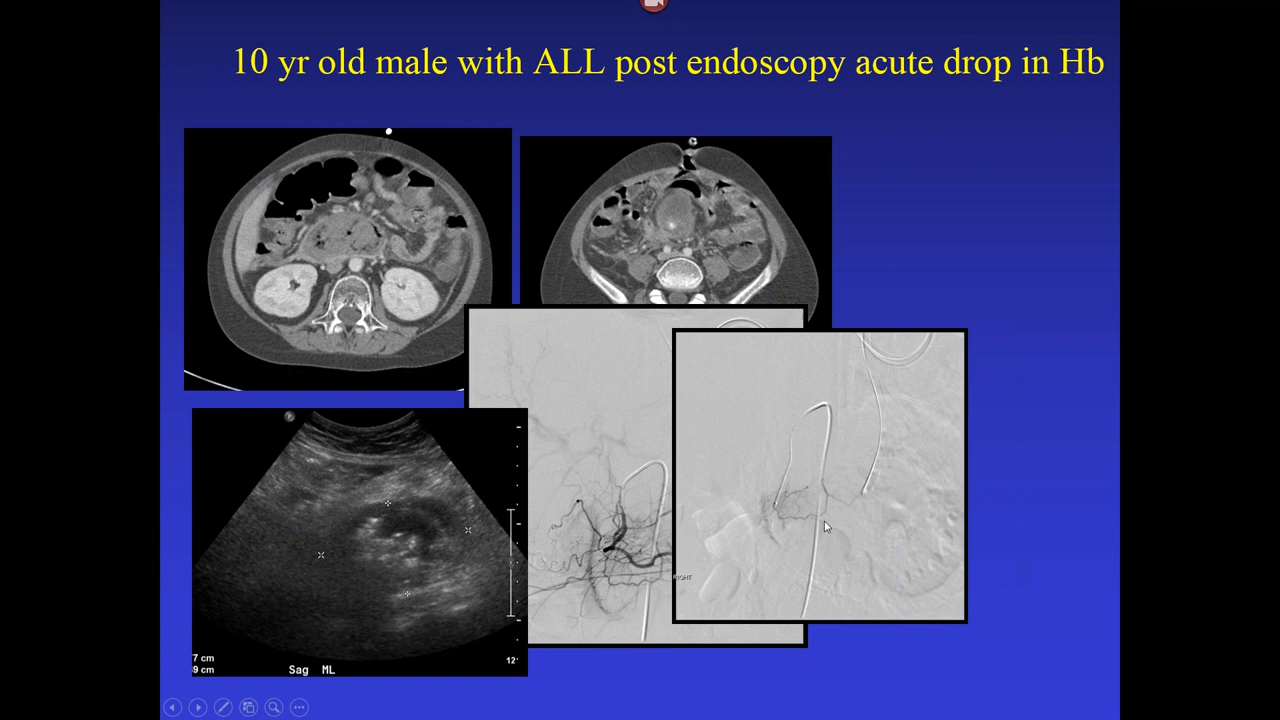 10 yr old male with ALL post endoscopy acute drop in Hb
RIGHT
7 cm
9 cm
Sag ML
12